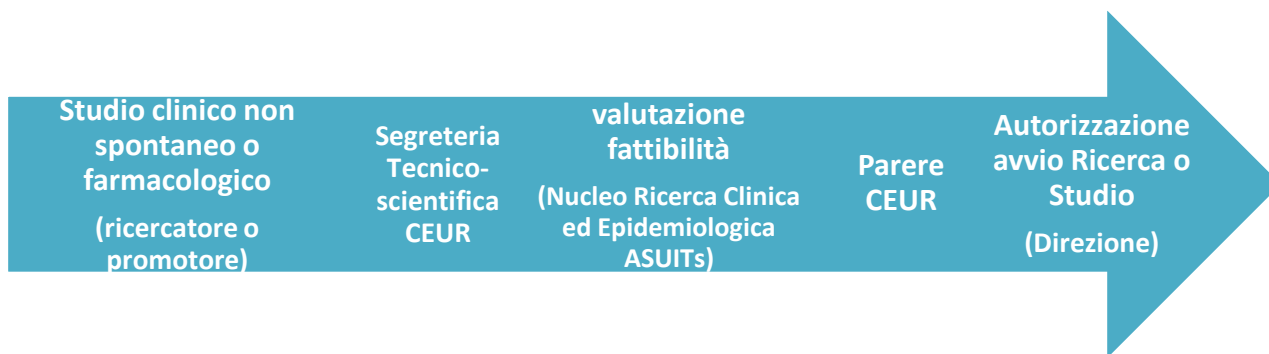 Studio clinico non
spontaneo o
farmacologico
(ricercatore o
promotore)
Segreteria
Tecnico-
scientifica
CEUR
valutazione
fattibilità
(Nucleo Ricerca Clinica
ed Epidemiologica
ASUITs)
Parere
CEUR
Autorizzazione
avvio Ricerca o
Studio
(Direzione)